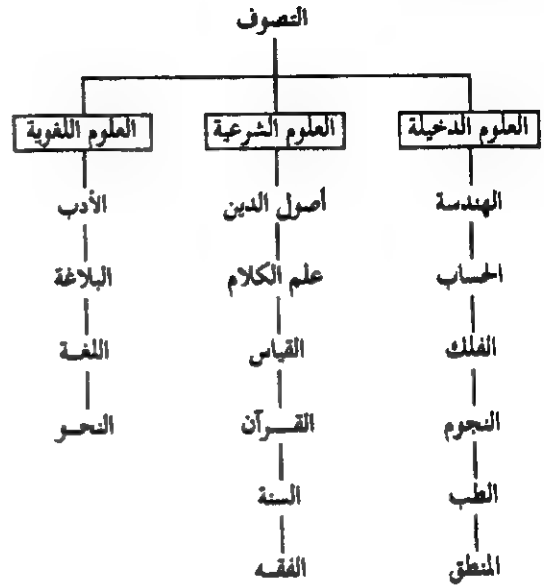 التصوف
العلوم الدخيلة العلوم الشرعية العلوم اللغوية
الهندسة أصول الدين الأدب
الحساب علم الكلام البلاغة
الفلك القياس اللغة
النجوم القرآن النحو
الطب السنة
المنطق الفقه